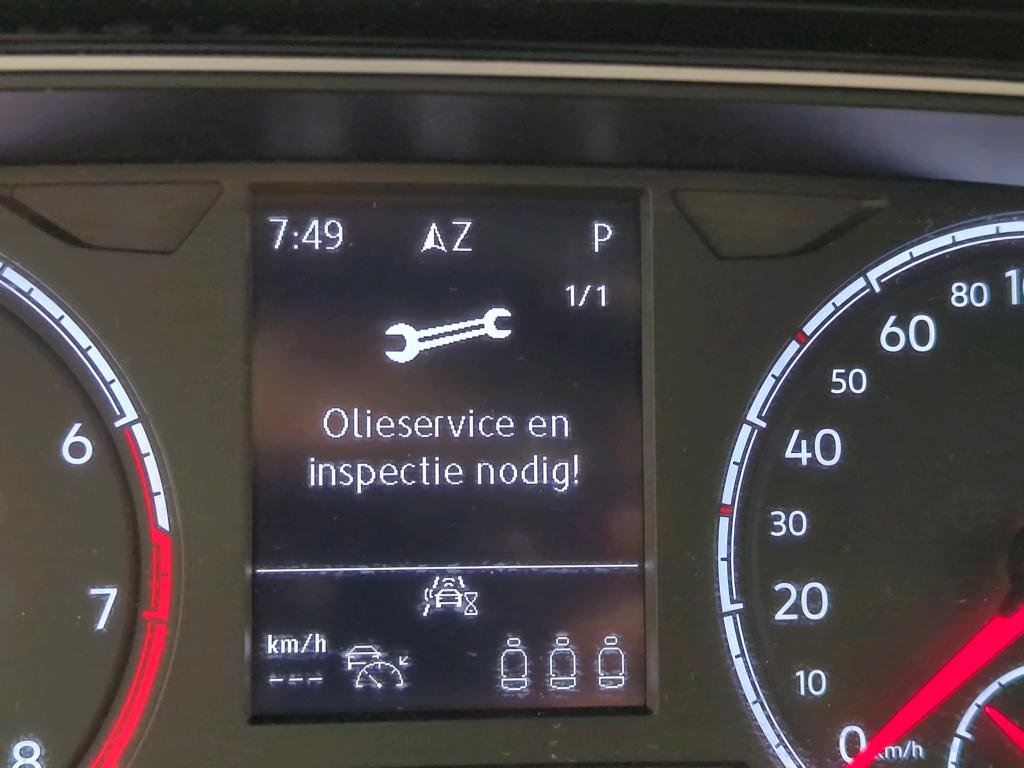 7:49 Z P
1/1
Olieservice en
inspectie nodig!
km/h
---
6
7
8
80
60
50
40
30
20
10
0 km/h